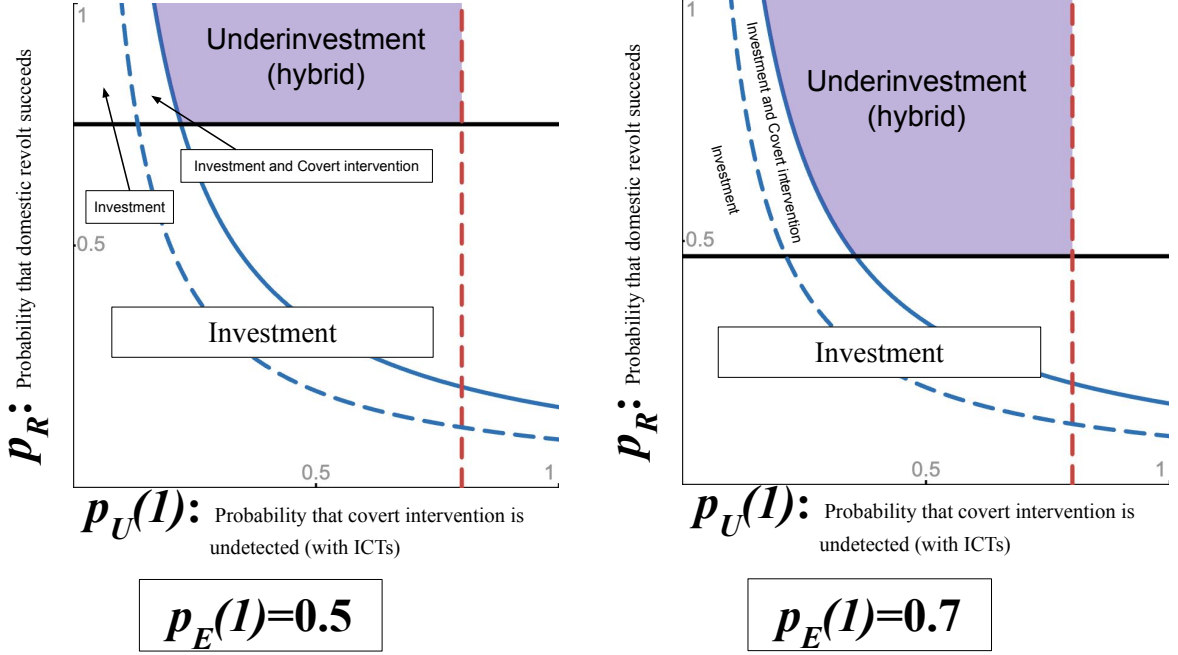 1
Underinvestment
(hybrid)
Investment and Covert intervention
Investment
0.5
Investment
0.5
1
p_R: Probability that domestic revolt succeeds
p_U(1): Probability that covert intervention is
undetected (with ICTs)
p_E(1)=0.5
1
Underinvestment
(hybrid)
Investment and Covert intervention
Investment
0.5
Investment
0.5
1
p_R: Probability that domestic revolt succeeds
p_U(1): Probability that covert intervention is
undetected (with ICTs)
p_E(1)=0.7